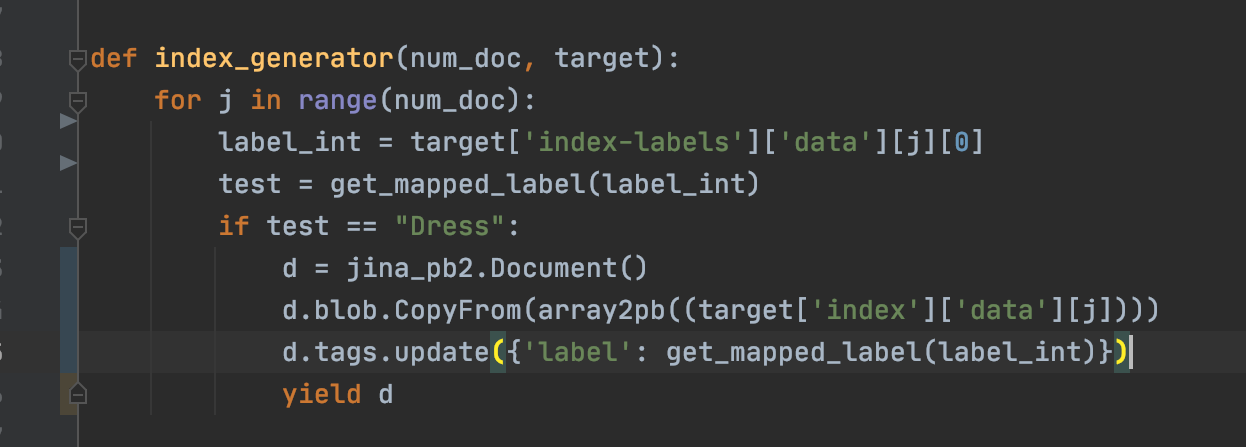 def index_generator(num_doc, target):
    for j in range(num_doc):
        label_int = target['index-labels']['data'][j][0]
        test = get_mapped_label(label_int)
        if test == "Dress":
            d = jina_pb2.Document()
            d.blob.CopyFrom(array2pb((target['index']['data'][j])))
            d.tags.update({'label': get_mapped_label(label_int)})
            yield d